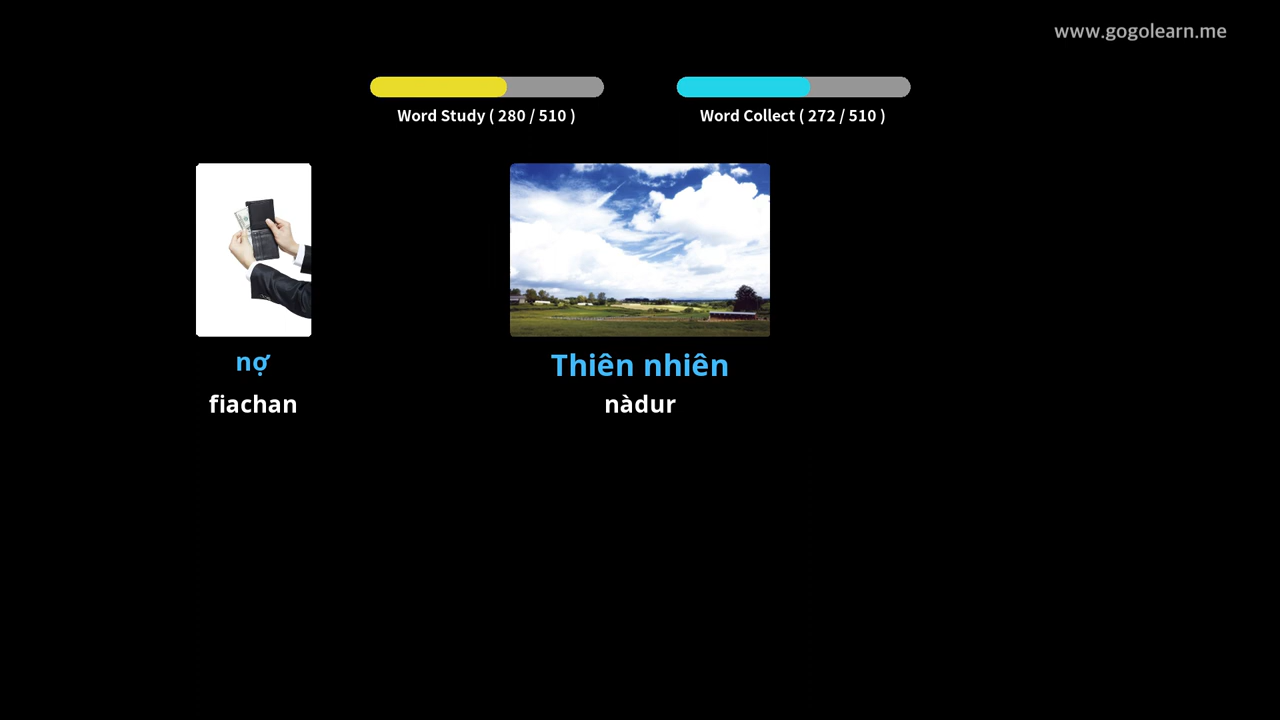 www.gogolearn.me
Word Study ( 280 / 510 )
Word Collect ( 272 / 510 )
nợ
fiachan
Thiên nhiên
nàdur